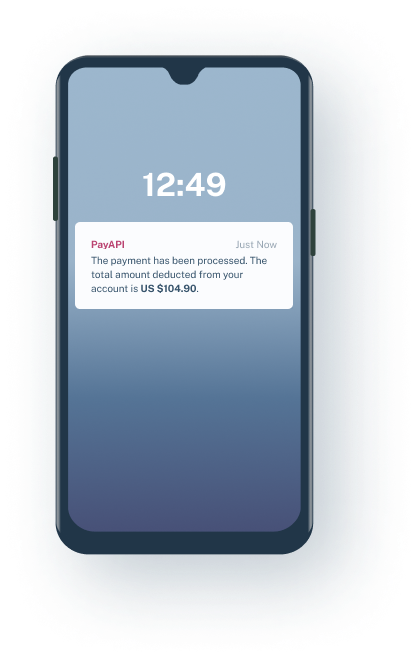 12:49
PayAPI Just Now
The payment has been processed. The
total amount deducted from your
account is US $104.90.